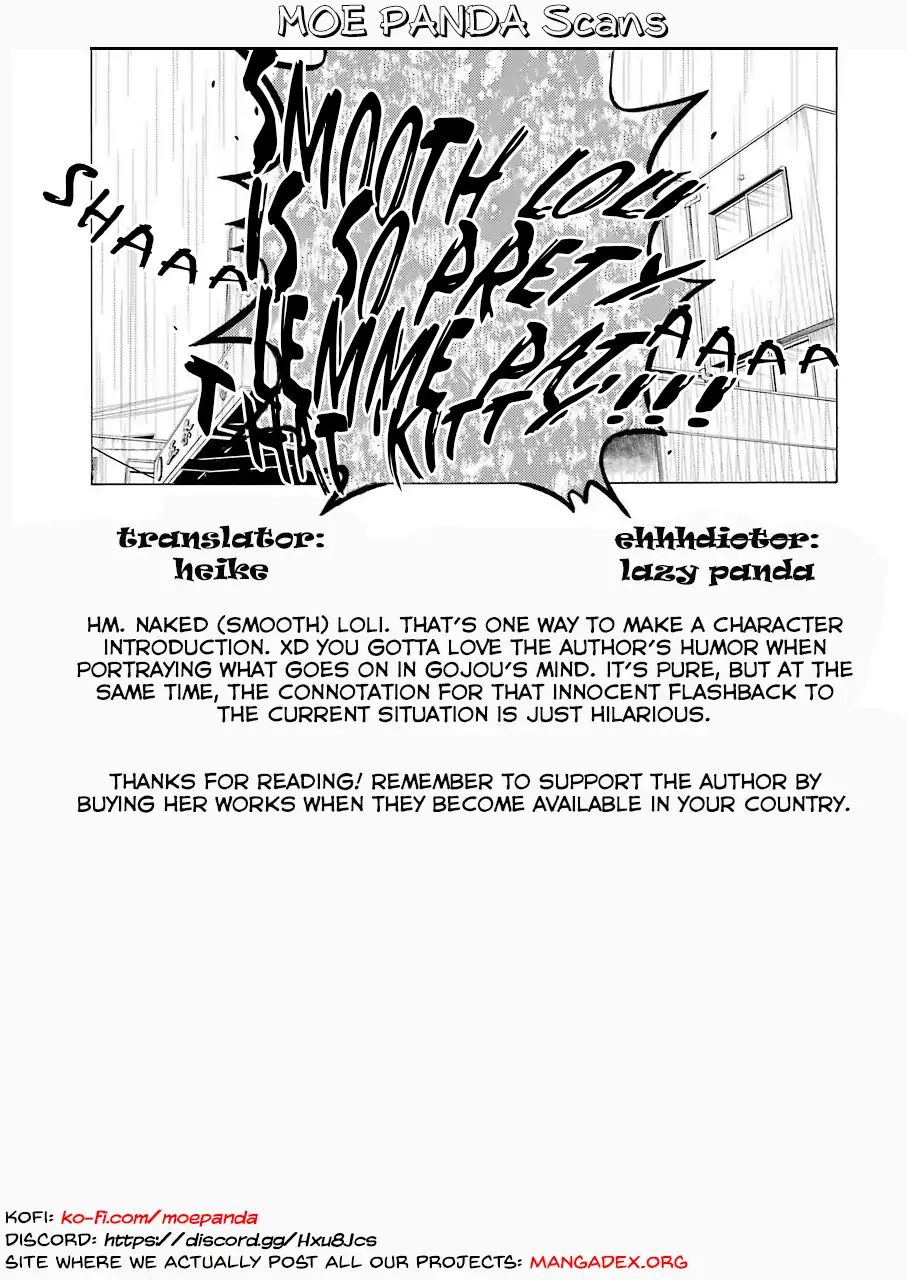 MOE PANDA Scans
SHAAA
SMOOTH LOLI
IS SO PRETTY
LEMME PAT
THAT KITTY!!!
AAAA
translator:
heike
ehhhdiotor:
lazy panda
HM. NAKED (SMOOTH) LOLI. THAT'S ONE WAY TO MAKE A CHARACTER
INTRODUCTION. XD YOU GOTTA LOVE THE AUTHOR'S HUMOR WHEN
PORTRAYING WHAT GOES ON IN GOJOU'S MIND. IT'S PURE, BUT AT THE
SAME TIME, THE CONNOTATION FOR THAT INNOCENT FLASHBACK TO
THE CURRENT SITUATION IS JUST HILARIOUS.
THANKS FOR READING! REMEMBER TO SUPPORT THE AUTHOR BY
BUYING HER WORKS WHEN THEY BECOME AVAILABLE IN YOUR COUNTRY.
KOFI: ko-fi.com/moepanda
DISCORD: https://discord.gg/Hxu8Jcs
SITE WHERE WE ACTUALLY POST ALL OUR PROJECTS: MANGADEX.ORG